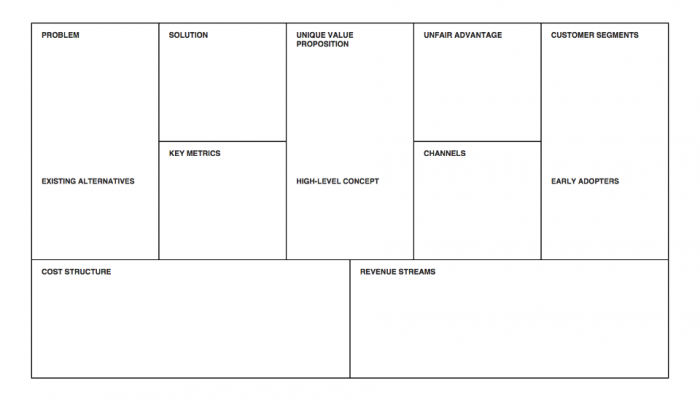 PROBLEM
EXISTING ALTERNATIVES
SOLUTION
KEY METRICS
UNIQUE VALUE
PROPOSITION
HIGH-LEVEL CONCEPT
UNFAIR ADVANTAGE
CHANNELS
CUSTOMER SEGMENTS
EARLY ADOPTERS
COST STRUCTURE
REVENUE STREAMS